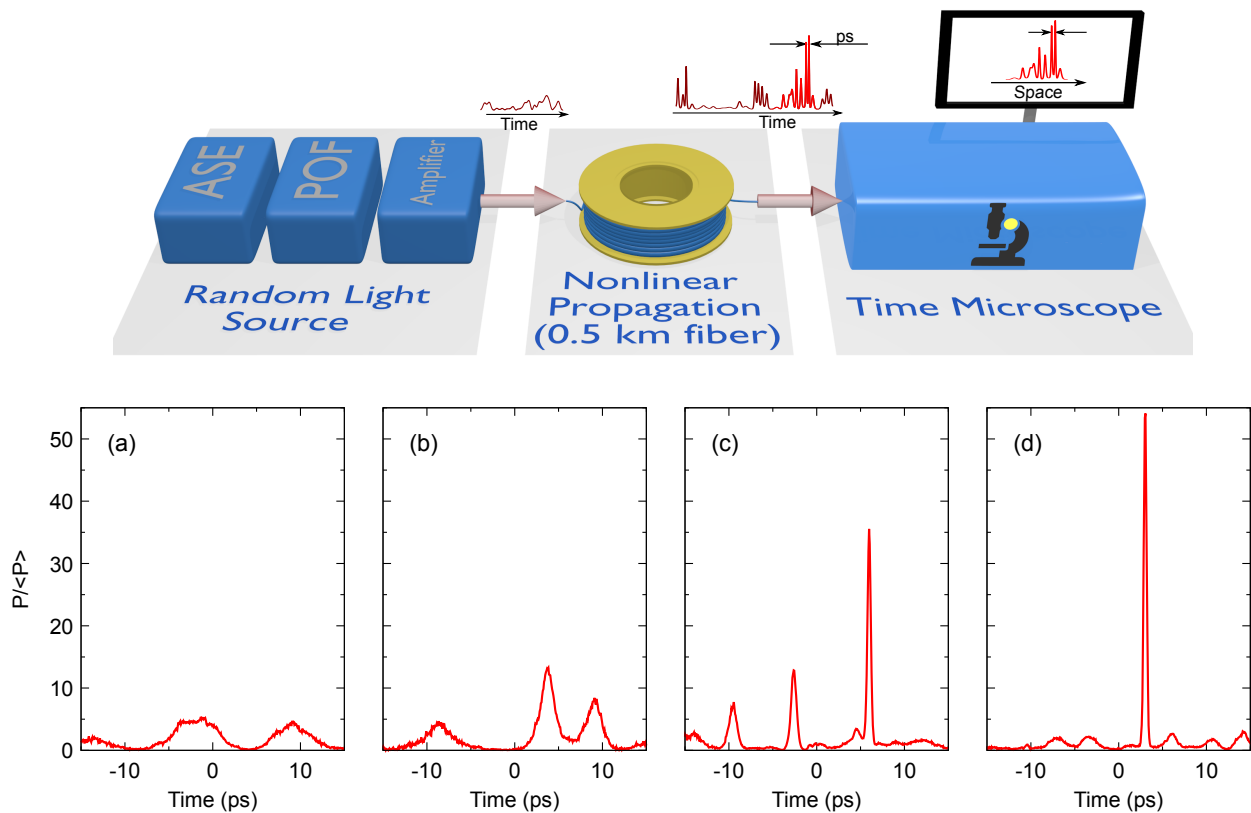 ps
Time
Time
Space
ASE
POF
Amplifier
Random Light
Source
Nonlinear
Propagation
(0.5 km fiber)
Time Microscope
(a)
(b)
(c)
(d)
P/<P>
50
40
30
20
10
0
-10 0 10
-10 0 10
-10 0 10
-10 0 10
Time (ps)
Time (ps)
Time (ps)
Time (ps)